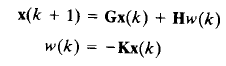 x(k + 1) = Gx(k) + Hw(k)
w(k) = −Kx(k)